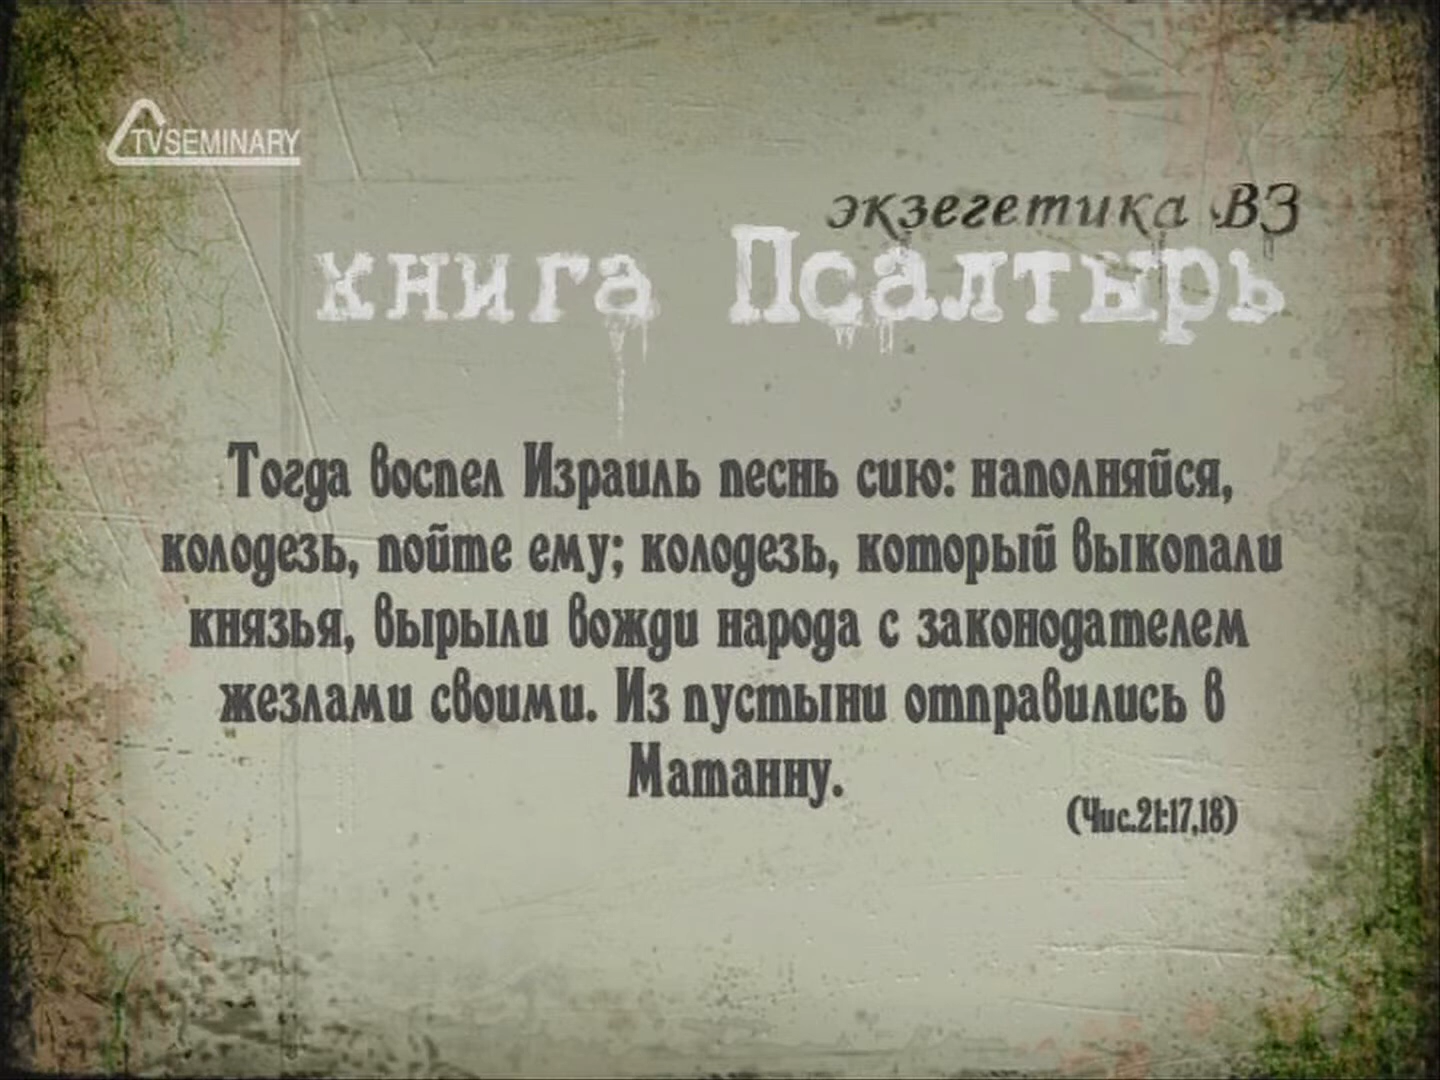 TVSEMINARY
экзегетика ВЗ
книга Псалтырь
Тогда воспел Израиль песнь сию: наполняйся,
колодезь, пойте ему; колодезь, который выкопали
князья, вырыли вожди народа с законодателем
жезлами своими. Из пустыни отправились в
Матанну.
(Чис.21:17,18)